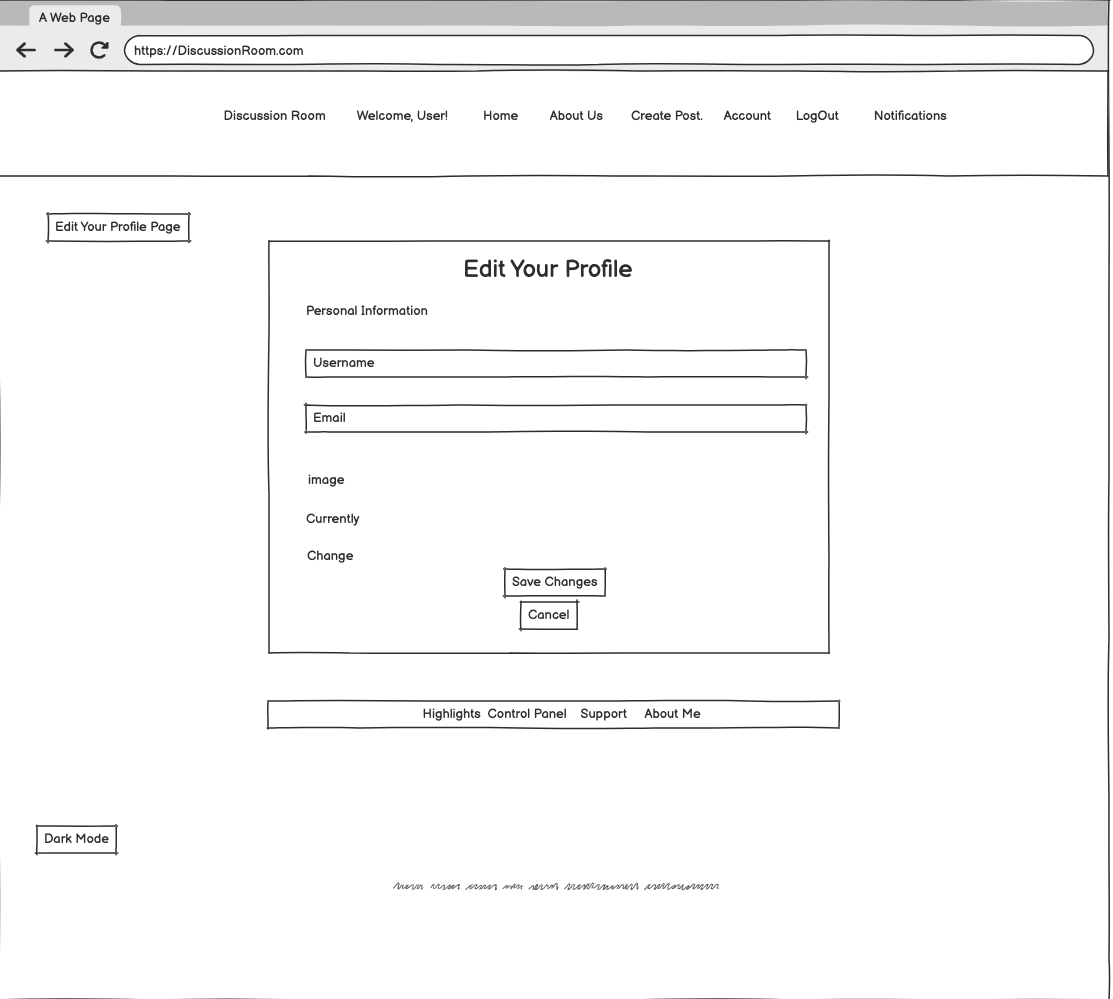 A Web Page
https://DiscussionRoom.com
Discussion Room Welcome, User! Home About Us Create Post. Account LogOut Notifications
Edit Your Profile Page
Edit Your Profile
Personal Information
Username
Email
image
Currently
Change
Save Changes
Cancel
Highlights Control Panel Support About Me
Dark Mode